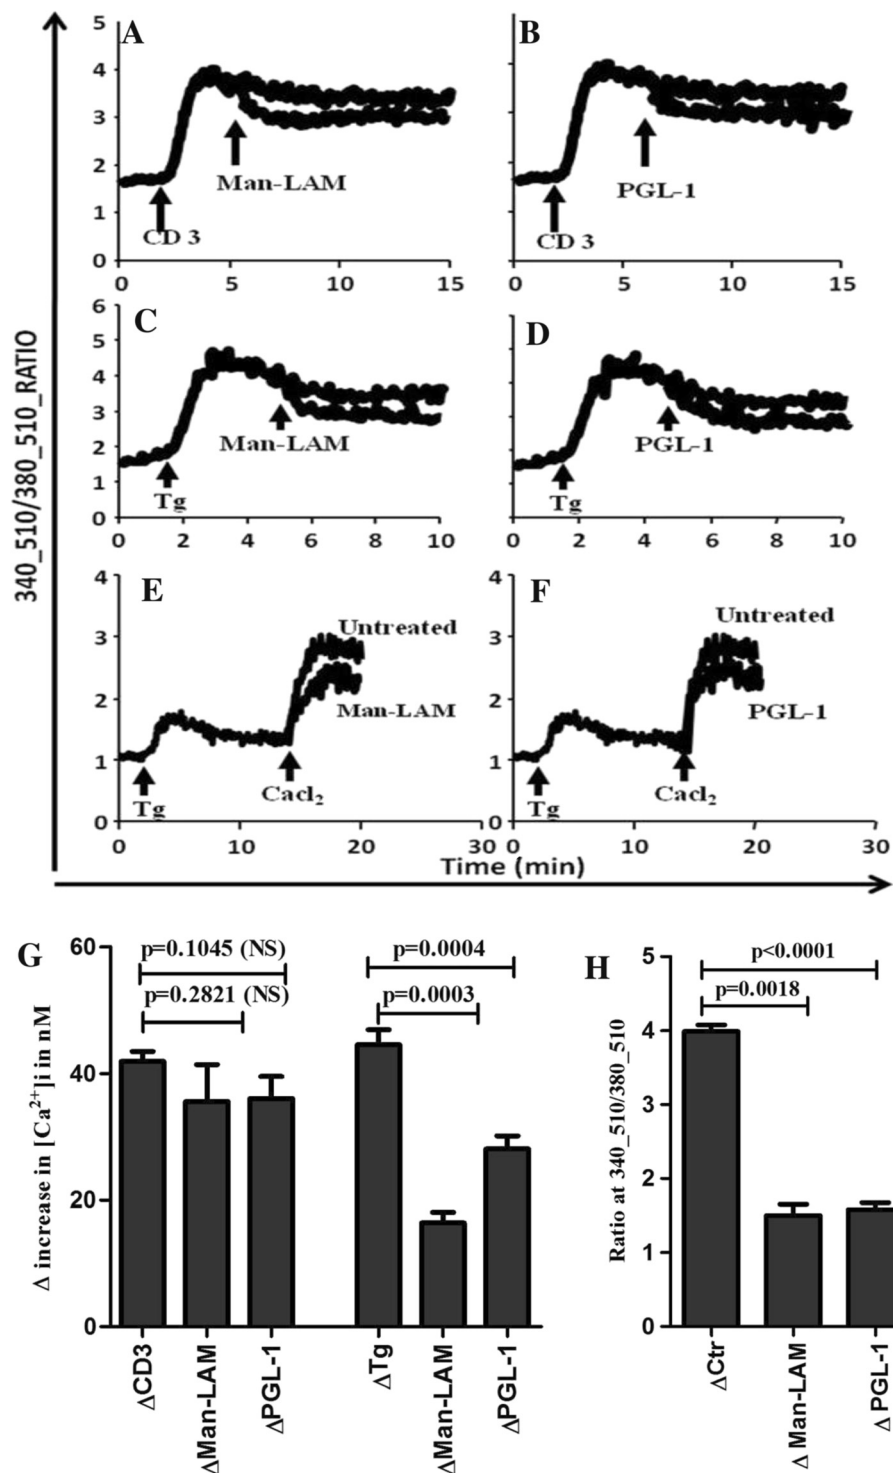 340_510/380_510_RATIO
A
5
4
3
2
1
0
Man-LAM
CD 3
0 5 10 15
B
PGL-1
CD 3
0 5 10 15
C
6
5
4
3
2
1
0
Man-LAM
Tg
0 2 4 6 8 10
D
PGL-1
Tg
0 2 4 6 8 10
E
4
3
2
1
0
Untreated
Man-LAM
Tg
Cacl₂
0 10 20 30
F
Untreated
PGL-1
Tg
Cacl₂
0 10 20 30
Time (min)
G
Δ increase in [Ca²⁺]i in nM
60
40
20
0
p=0.1045 (NS)
p=0.2821 (NS)
p=0.0004
p=0.0003
ΔCD3
ΔMan-LAM
ΔPGL-1
ΔTg
ΔMan-LAM
ΔPGL-1
H
Ratio at 340_510/380_510
5
4
3
2
1
0
p<0.0001
p=0.0018
ΔCtr
Δ Man-LAM
Δ PGL-1